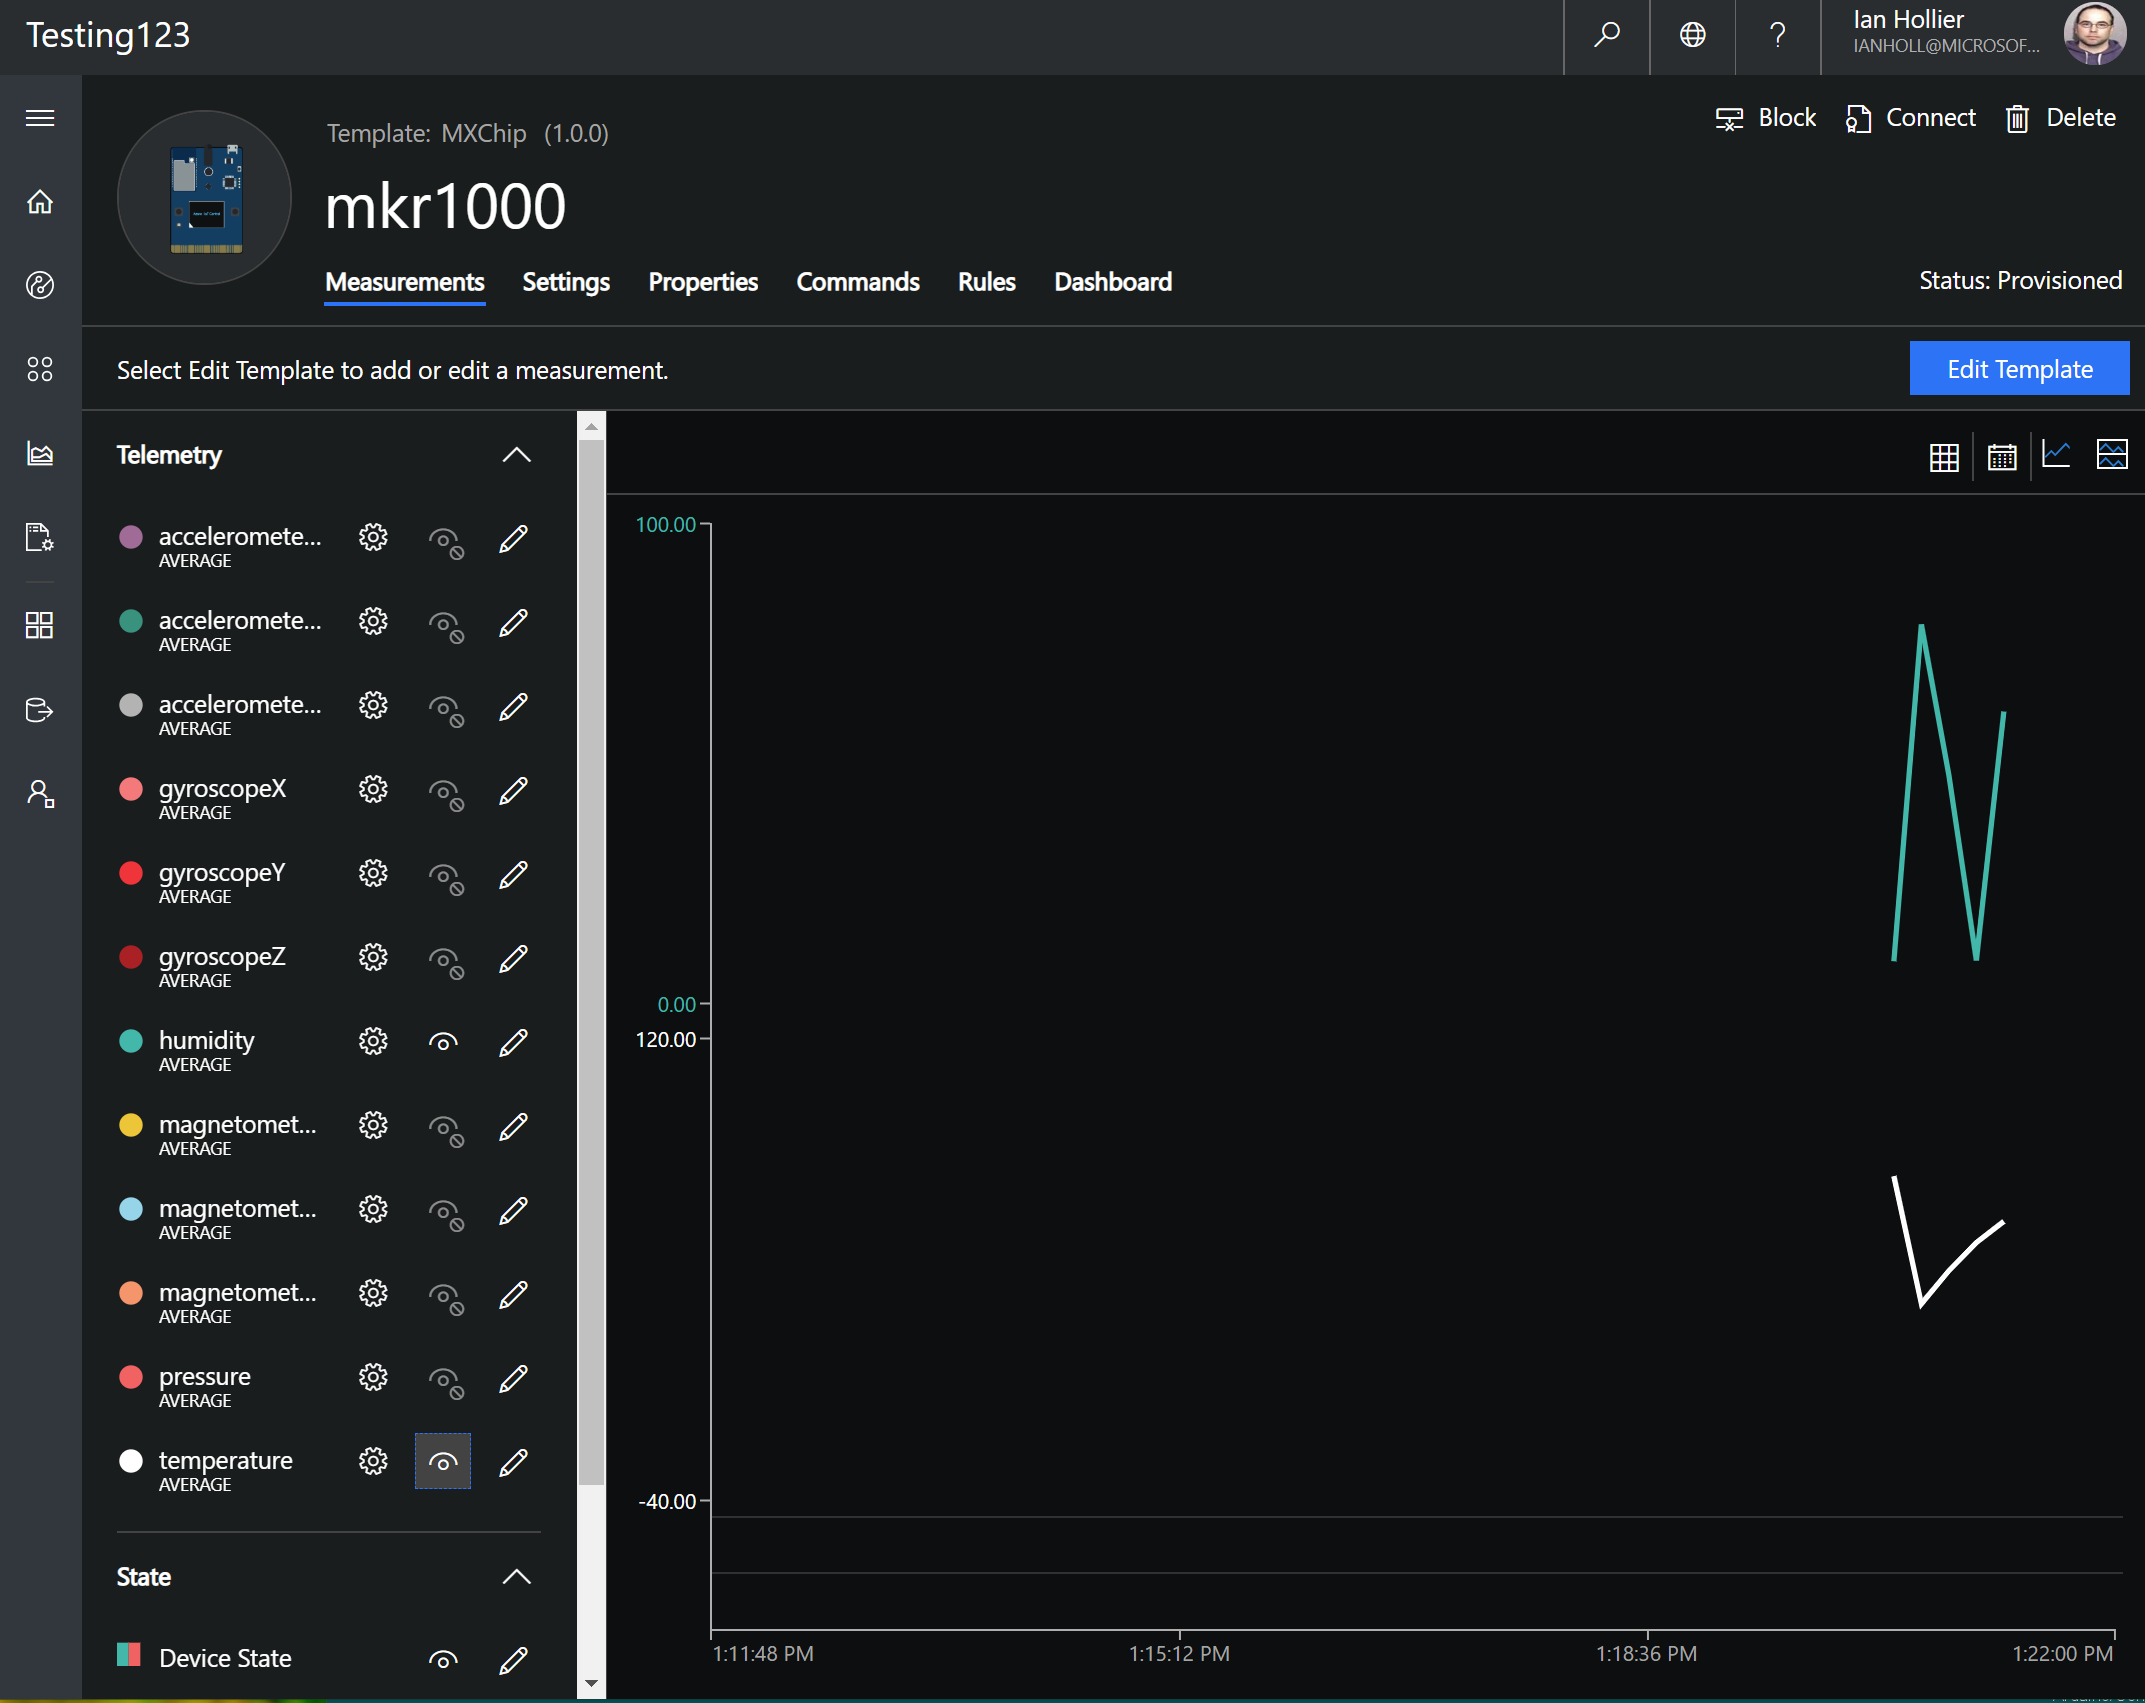 Testing123
?
Ian Hollier
IANHOLL@MICROSOF...
Template: MXChip (1.0.0)
Block
Connect
Delete
mkr1000
Measurements
Settings
Properties
Commands
Rules
Dashboard
Status: Provisioned
Select Edit Template to add or edit a measurement.
Edit Template
Telemetry
acceleromete...
AVERAGE
acceleromete...
AVERAGE
acceleromete...
AVERAGE
gyroscopeX
AVERAGE
gyroscopeY
AVERAGE
gyroscopeZ
AVERAGE
humidity
AVERAGE
magnetomet...
AVERAGE
magnetomet...
AVERAGE
magnetomet...
AVERAGE
pressure
AVERAGE
temperature
AVERAGE
State
Device State
100.00
0.00
120.00
-40.00
1:11:48 PM
1:15:12 PM
1:18:36 PM
1:22:00 PM